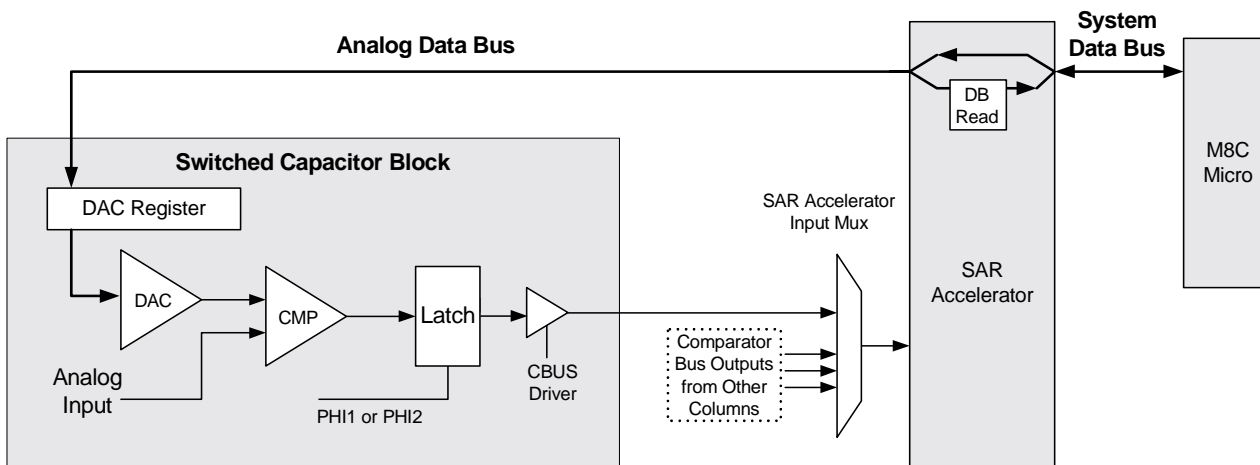 Analog Data Bus
System
Data Bus
DB
Read
M8C
Micro
Switched Capacitor Block
DAC Register
SAR Accelerator
Input Mux
DAC
CMP
Latch
SAR
Accelerator
Analog
Input
PHI1 or PHI2
CBUS
Driver
Comparator
Bus Outputs
from Other
Columns